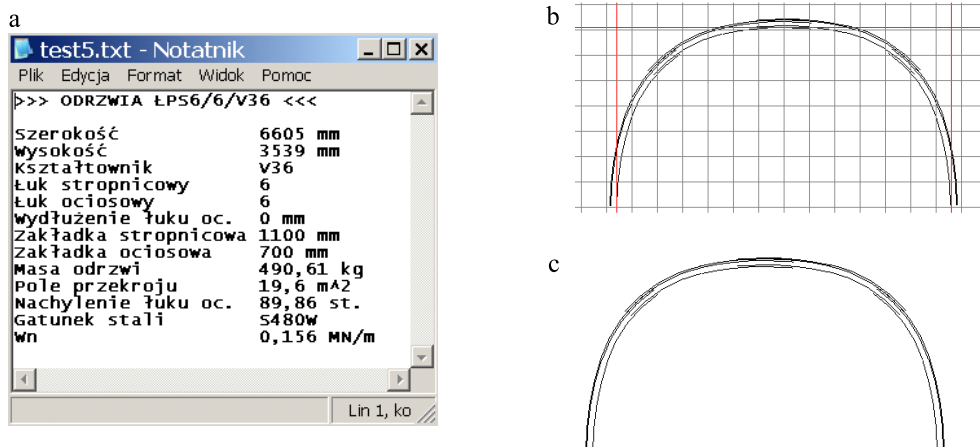 a
test5.txt - Notatnik
Plik Edycja Format Widok Pomoc
>>> ODRZWIA ŁPS6/6/V36 <<<
Szerokość 6605 mm
Wysokość 3539 mm
Kształtownik V36
Łuk stropnicowy 6
Łuk ociosowy 6
Wydłużenie łuku oc. 0 mm
Zakładka stropnicowa 1100 mm
Zakładka ociosowa 700 mm
Masa odrzwi 490,61 kg
Pole przekroju 19,6 m^2
Nachylenie łuku oc. 89,86 st.
Gatunek stali S480W
Wn 0,156 MN/m
Lin 1, ko
b
c